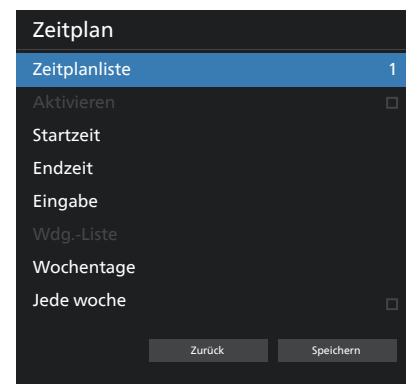 Zeitplan
Zeitplanliste 1
Aktivieren
Startzeit
Endzeit
Eingabe
Wdg.-Liste
Wochentage
Jede woche
Zurück Speichern